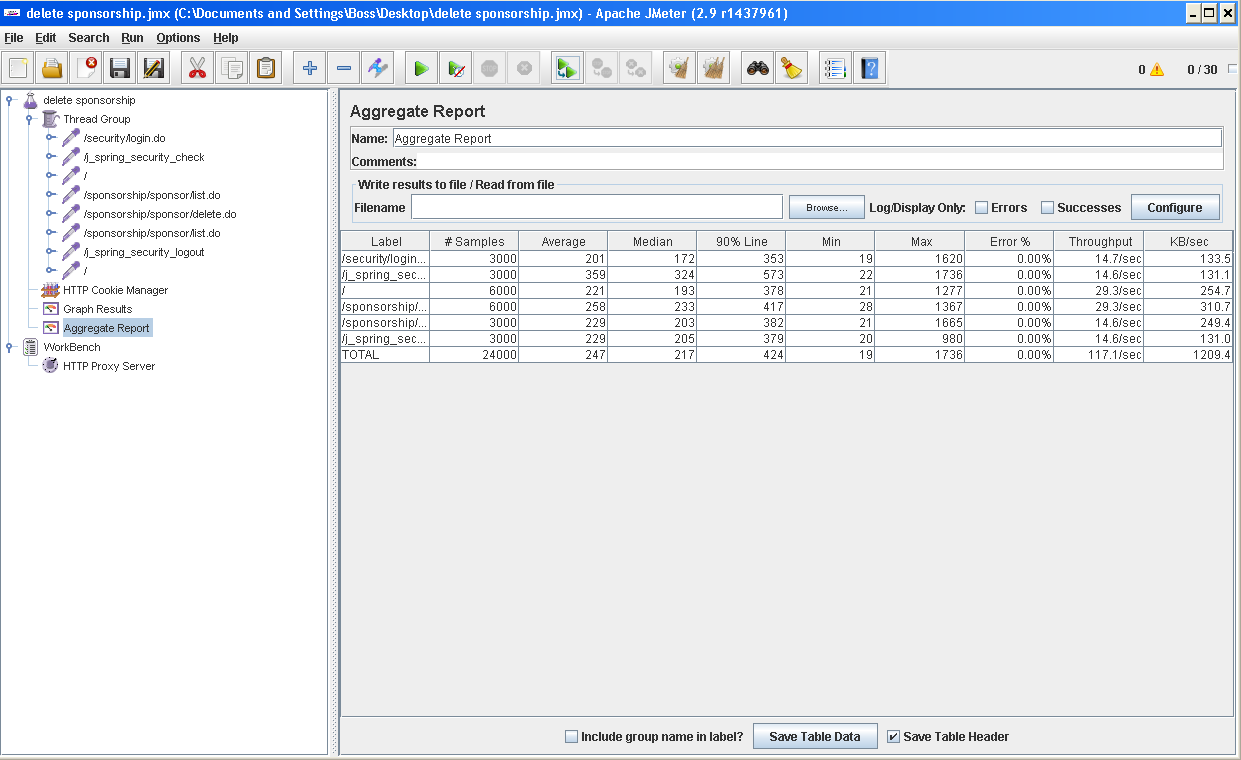 delete sponsorship.jmx (C:\Documents and Settings\Boss\Desktop\delete sponsorship.jmx) - Apache JMeter (2.9 r1437961)
File Edit Search Run Options Help
0 0 / 30
delete sponsorship
Thread Group
/security/login.do
/j_spring_security_check
/
/sponsorship/sponsor/list.do
/sponsorship/sponsor/delete.do
/sponsorship/sponsor/list.do
/j_spring_security_logout
/
HTTP Cookie Manager
Graph Results
Aggregate Report
WorkBench
HTTP Proxy Server
Aggregate Report
Name: Aggregate Report
Comments:
Write results to file / Read from file
Filename Browse... Log/Display Only: Errors Successes Configure
Label # Samples Average Median 90% Line Min Max Error % Throughput KB/sec
/security/login... 3000 201 172 353 19 1620 0.00% 14.7/sec 133.5
/j_spring_sec... 3000 359 324 573 22 1736 0.00% 14.6/sec 131.1
/ 6000 221 193 378 21 1277 0.00% 29.3/sec 254.7
/sponsorship/... 6000 258 233 417 28 1367 0.00% 29.3/sec 310.7
/sponsorship/... 3000 229 203 382 21 1665 0.00% 14.6/sec 249.4
/j_spring_sec... 3000 229 205 379 20 980 0.00% 14.6/sec 131.0
TOTAL 24000 247 217 424 19 1736 0.00% 117.1/sec 1209.4
Include group name in label? Save Table Data Save Table Header